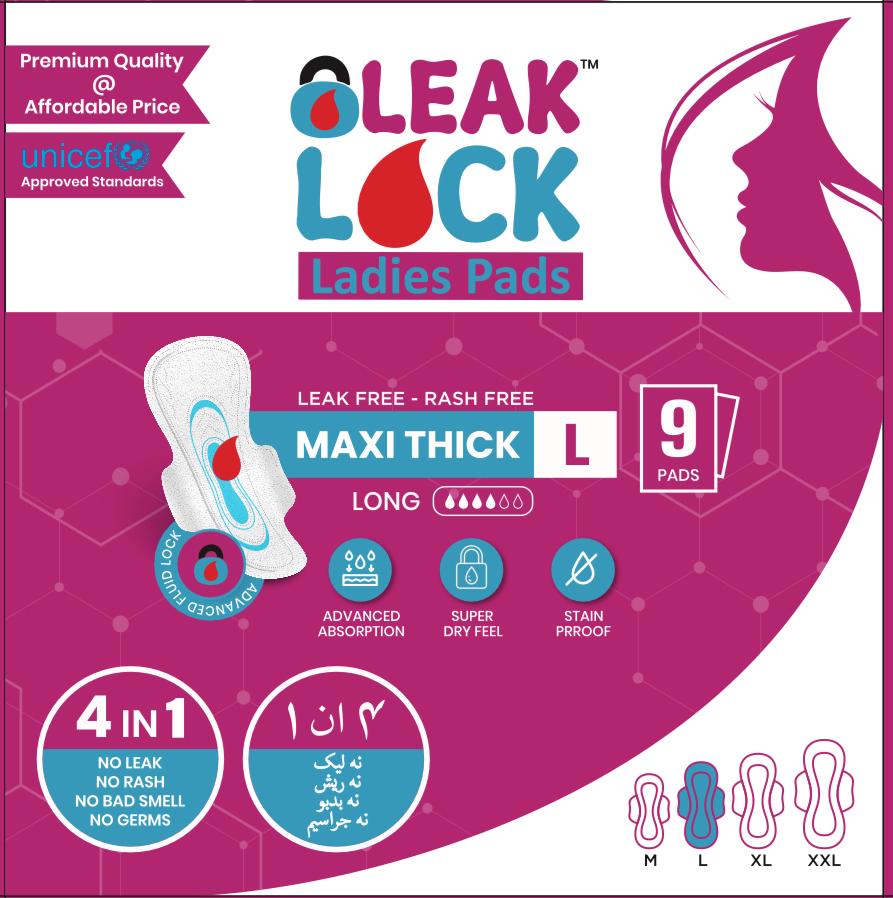 Premium Quality
@
Affordable Price
unicef
Approved Standards
LEAK™
LOCK
Ladies Pads
LEAK FREE - RASH FREE
MAXI THICK L
LONG
9
PADS
ADVANCED FLUID LOCK
ADVANCED
ABSORPTION
SUPER
DRY FEEL
STAIN
PRROOF
4 IN 1
NO LEAK
NO RASH
NO BAD SMELL
NO GERMS
۴ ان ۱
نہ لیک
نہ ریش
نہ بدبو
نہ جراسیم
M L XL XXL